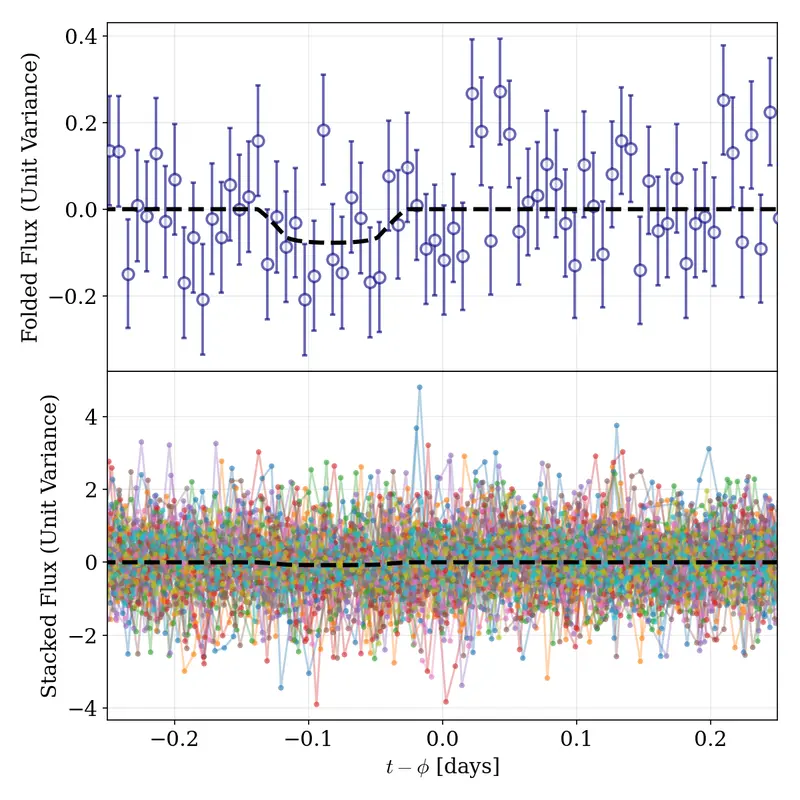 Folded Flux (Unit Variance)
0.4
0.2
0.0
−0.2
Stacked Flux (Unit Variance)
4
2
0
−2
−4
−0.2 −0.1 0.0 0.1 0.2
t − ϕ [days]